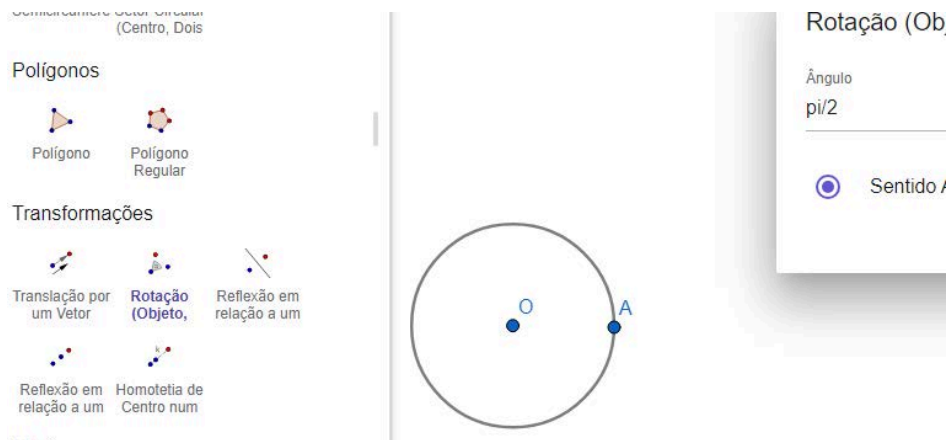 (Centro, Dois
Polígonos
Polígono
Polígono
Regular
Transformações
Translação por
um Vetor
Rotação
(Objeto,
Reflexão em
relação a um
Reflexão em
relação a um
Homotetia de
Centro num
O
A
Rotação (Obj
Ângulo
pi/2
Sentido A